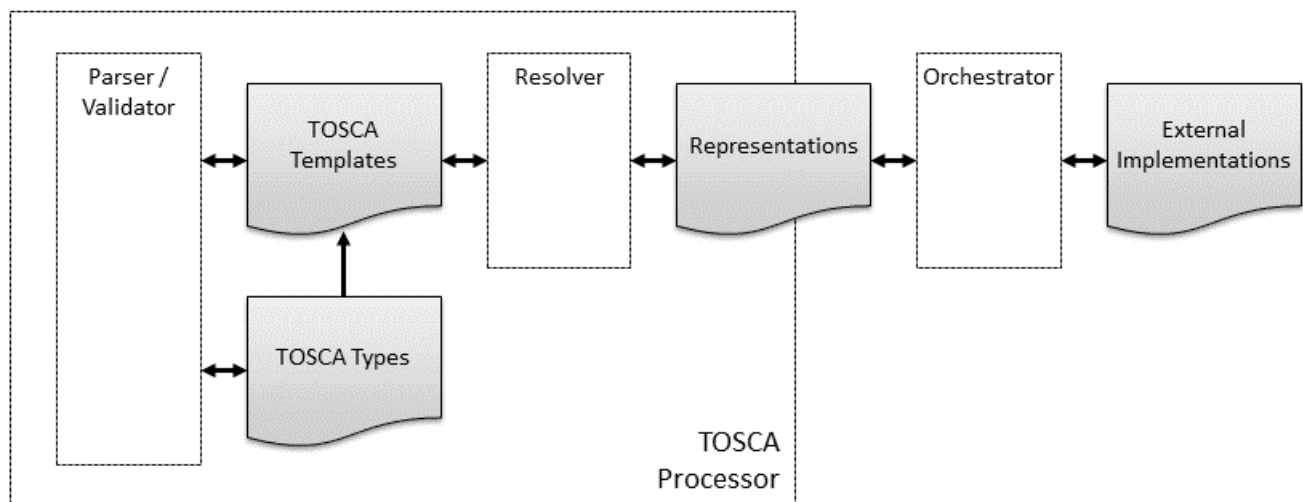 Parser /
Validator
TOSCA
Templates
Resolver
Representations
Orchestrator
External
Implementations
TOSCA Types
TOSCA
Processor